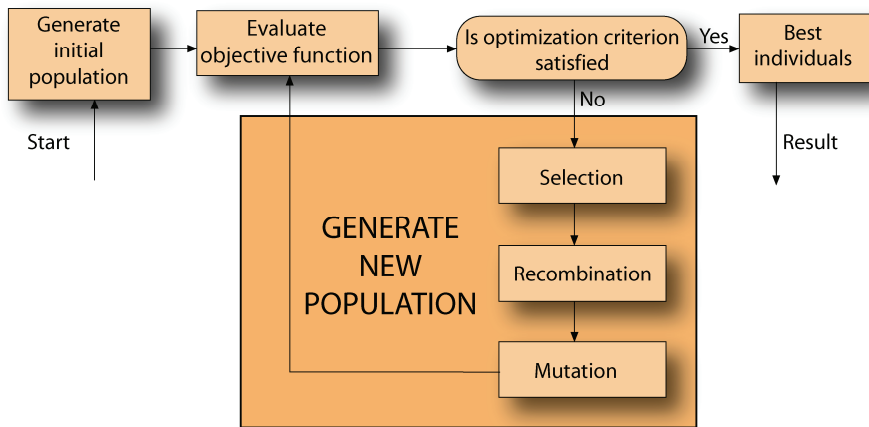 Generate
initial
population
Evaluate
objective function
Is optimization criterion
satisfied
Yes
Best
individuals
No
Start
Result
Selection
GENERATE
NEW
POPULATION
Recombination
Mutation